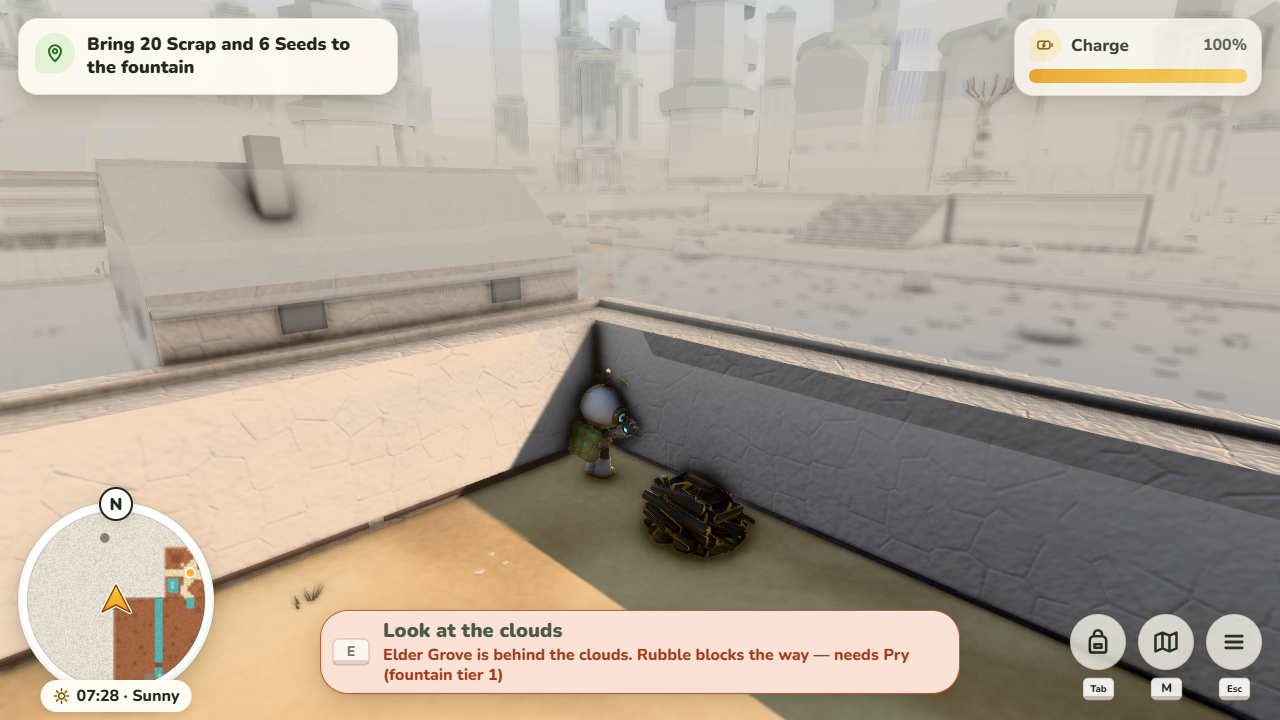 Bring 20 Scrap and 6 Seeds to
the fountain
Charge 100%
N
07:28 · Sunny
E
Look at the clouds
Elder Grove is behind the clouds. Rubble blocks the way — needs Pry
(fountain tier 1)
Tab
M
Esc